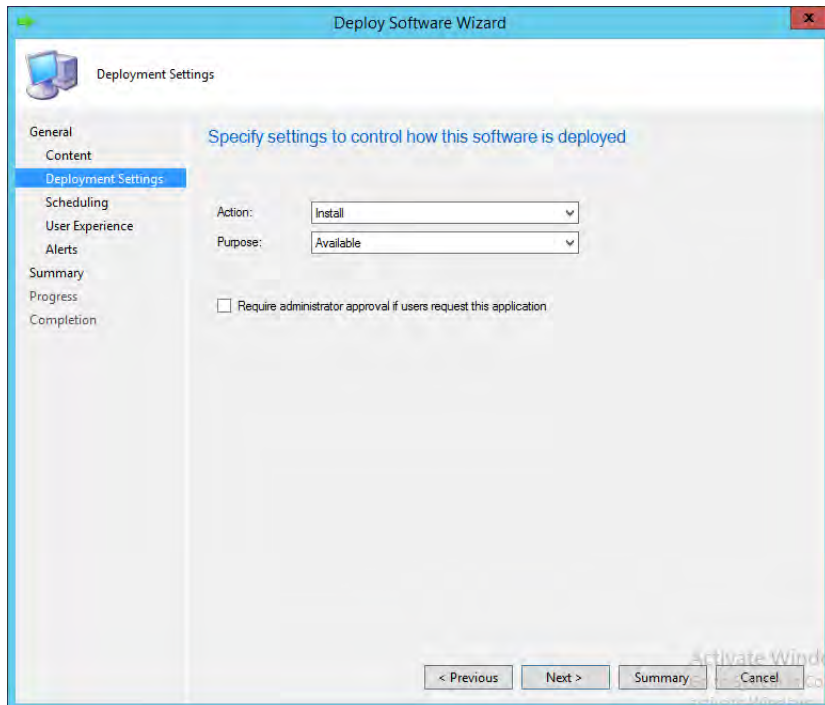 Deploy Software Wizard
x
Deployment Settings
General
Content
Deployment Settings
Scheduling
User Experience
Alerts
Summary
Progress
Completion
Specify settings to control how this software is deployed
Action: Install
Purpose: Available
Require administrator approval if users request this application
Activate Windo
< Previous Next > Summary Cancel